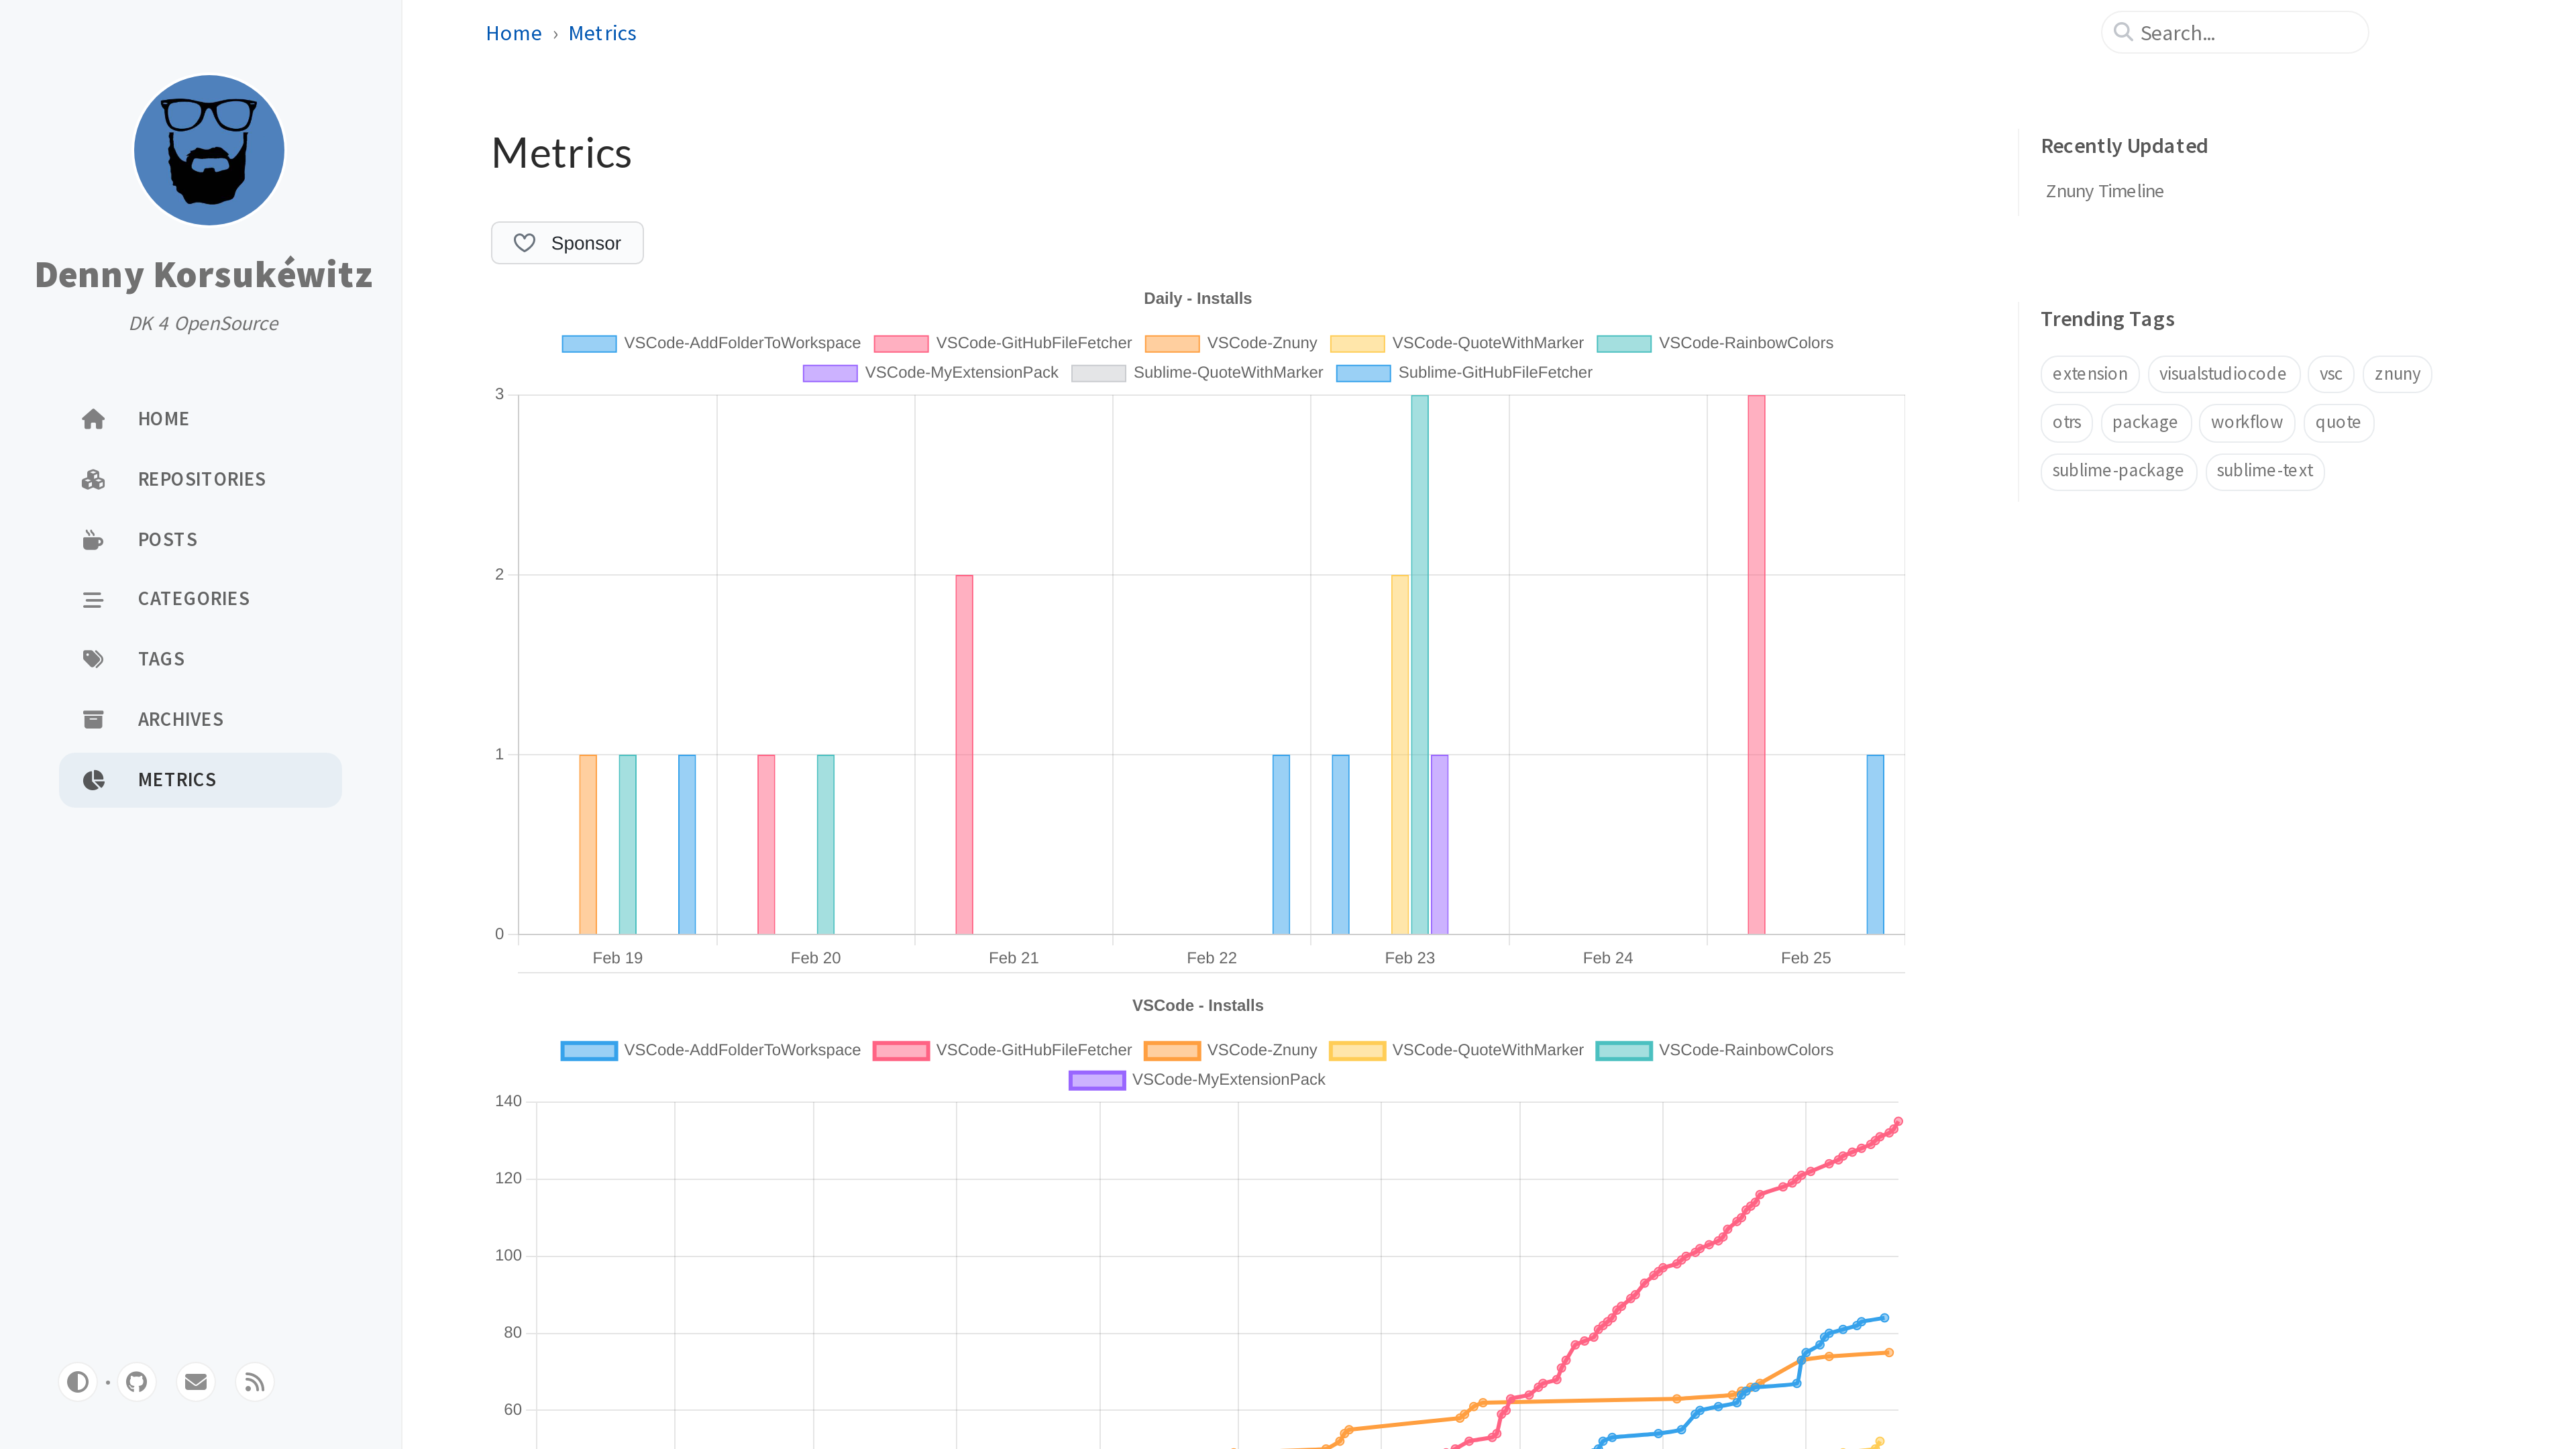 Denny Korsukéwitz
DK 4 OpenSource
HOME
REPOSITORIES
POSTS
CATEGORIES
TAGS
ARCHIVES
METRICS
Home › Metrics
Search...
Metrics
Sponsor
Daily - Installs
VSCode-AddFolderToWorkspace VSCode-GitHubFileFetcher VSCode-Znuny VSCode-QuoteWithMarker VSCode-RainbowColors
VSCode-MyExtensionPack Sublime-QuoteWithMarker Sublime-GitHubFileFetcher
3
2
1
0
Feb 19 Feb 20 Feb 21 Feb 22 Feb 23 Feb 24 Feb 25
VSCode - Installs
VSCode-AddFolderToWorkspace VSCode-GitHubFileFetcher VSCode-Znuny VSCode-QuoteWithMarker VSCode-RainbowColors
VSCode-MyExtensionPack
140
120
100
80
60
Recently Updated
Znuny Timeline
Trending Tags
extension visualstudiocode vsc znuny
otrs package workflow quote
sublime-package sublime-text